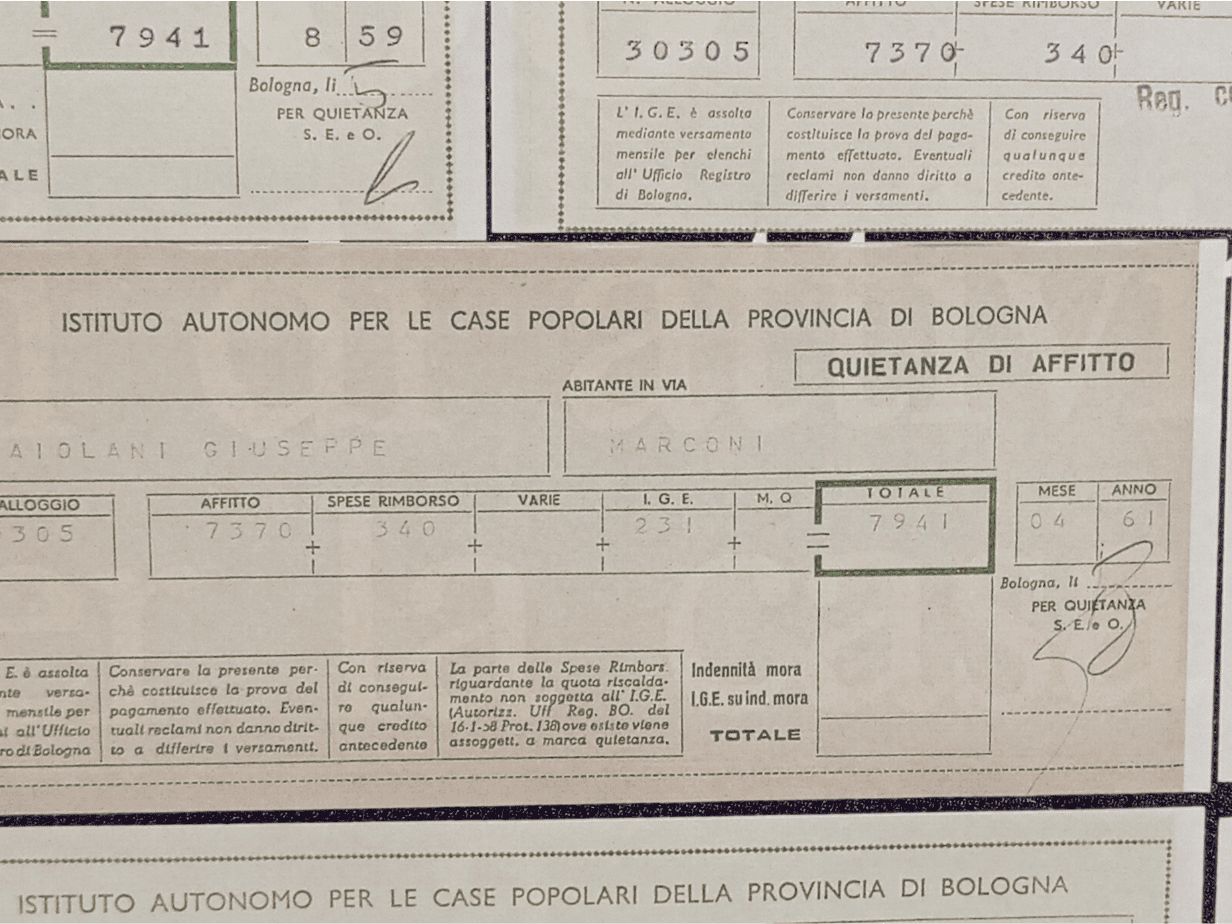 = 7941
8 59
Bologna, li
PER QUIETANZA
S. E. e O.
ALE
N. ALLOGGIO AFFITTO SPESE RIMBORSO VARIE
30305 7370 340
Reg.
L' I.G.E. è assolta
mediante versamento
mensile per elenchi
all' Ufficio Registro
di Bologna.
Conservare la presente perchè
costituisce la prova del paga-
mento effettuato. Eventuali
reclami non danno diritto a
differire i versamenti.
Con riserva
di conseguire
qualunque
credito ante-
cedente.
ISTITUTO AUTONOMO PER LE CASE POPOLARI DELLA PROVINCIA DI BOLOGNA
QUIETANZA DI AFFITTO
ABITANTE IN VIA
AIOLANI GIUSEPPE
MARCONI
ALLOGGIO AFFITTO SPESE RIMBORSO VARIE I. G. E. M. Q TOTALE MESE ANNO
305 7370 + 340 + + 231 + = 7941 04 61
Bologna, li
PER QUIETANZA
S. E. e O.
E. è assolta
nte versa-
mensile per
all' Ufficio
ro di Bologna
Conservare la presente per-
chè costituisce la prova del
pagamento effettuato. Even-
tuali reclami non danno dirit-
to a differire i versamenti.
Con riserva
di consegui-
re qualun-
que credito
antecedente
La parte delle Spese Rimbors.
riguardante la quota riscalda-
mento non soggetta all' I.G.E.
(Autorizz. Uff Reg. BO. del
16-1-58 Prot. 138) ove esiste viene
assoggett. a marca quietanza.
Indennità mora
I.G.E. su ind. mora
TOTALE
ISTITUTO AUTONOMO PER LE CASE POPOLARI DELLA PROVINCIA DI BOLOGNA